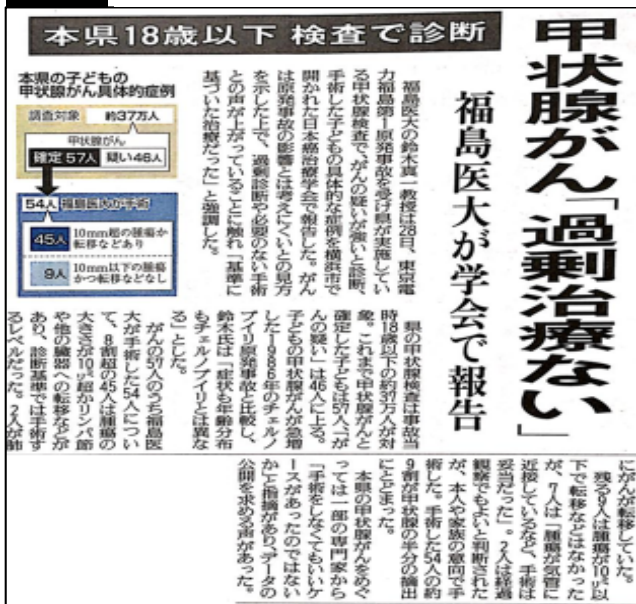 本県18歳以下 検査で診断
甲状腺がん「過剰治療ない」
福島医大が学会で報告
福島医大の鈴木真一教授は28日、東京電
力福島第1原発事故を受け県が実施してい
る甲状腺検査で、がんの疑いが強いと診断、
手術した子どもの具体的な症例を横浜市で
開かれた日本癌治療学会で報告した。がん
は原発事故の影響とは考えにくいとの見方
を示した上で、過剰診断や必要のない手術
との声が上がっていることに触れ「基準に
基づいた治療だった」と強調した。
本県の子どもの
甲状腺がん具体的症例
調査対象 約37万人
甲状腺がん
確定57人 疑い46人
54人 福島医大が手術
45人 10mm超の腫瘍か
転移などあり
9人 10mm以下の腫瘍
かつ転移などなし
県の甲状腺検査は事故当
時18歳以下の約37万人が対
象。これまで甲状腺がんと
確定した子どもは57人、「が
んの疑い」は46人に上る。
子どもの甲状腺がんが急増
した1986年のチェルノ
ブイリ原発事故と比較し、
鈴木氏は「症状も年齢分布
もチェルノブイリとは異な
る」とした。
がんの57人のうち福島医
大が手術した54人につい
て、8割超の45人は腫瘍の
大きさが10㍉超かリンパ節
や他の臓器への転移などが
あり、診断基準では手術す
るレベルだった。2人が肺
にがんが転移していた。
残る9人は腫瘍が10㍉以
下で転移などはなかった
が、7人は「腫瘍が気管に
近接しているなど、手術は
妥当だった」。2人は経過
観察でもよいと判断された
が、本人や家族の意向で手
術した。手術した54人の約
9割が甲状腺の半分の摘出
にとどまった。
本県の甲状腺がんをめぐ
っては一部の専門家から
「手術をしなくてもいいケ
ースがあったのではない
か」と指摘があり、データの
公開を求める声があった。